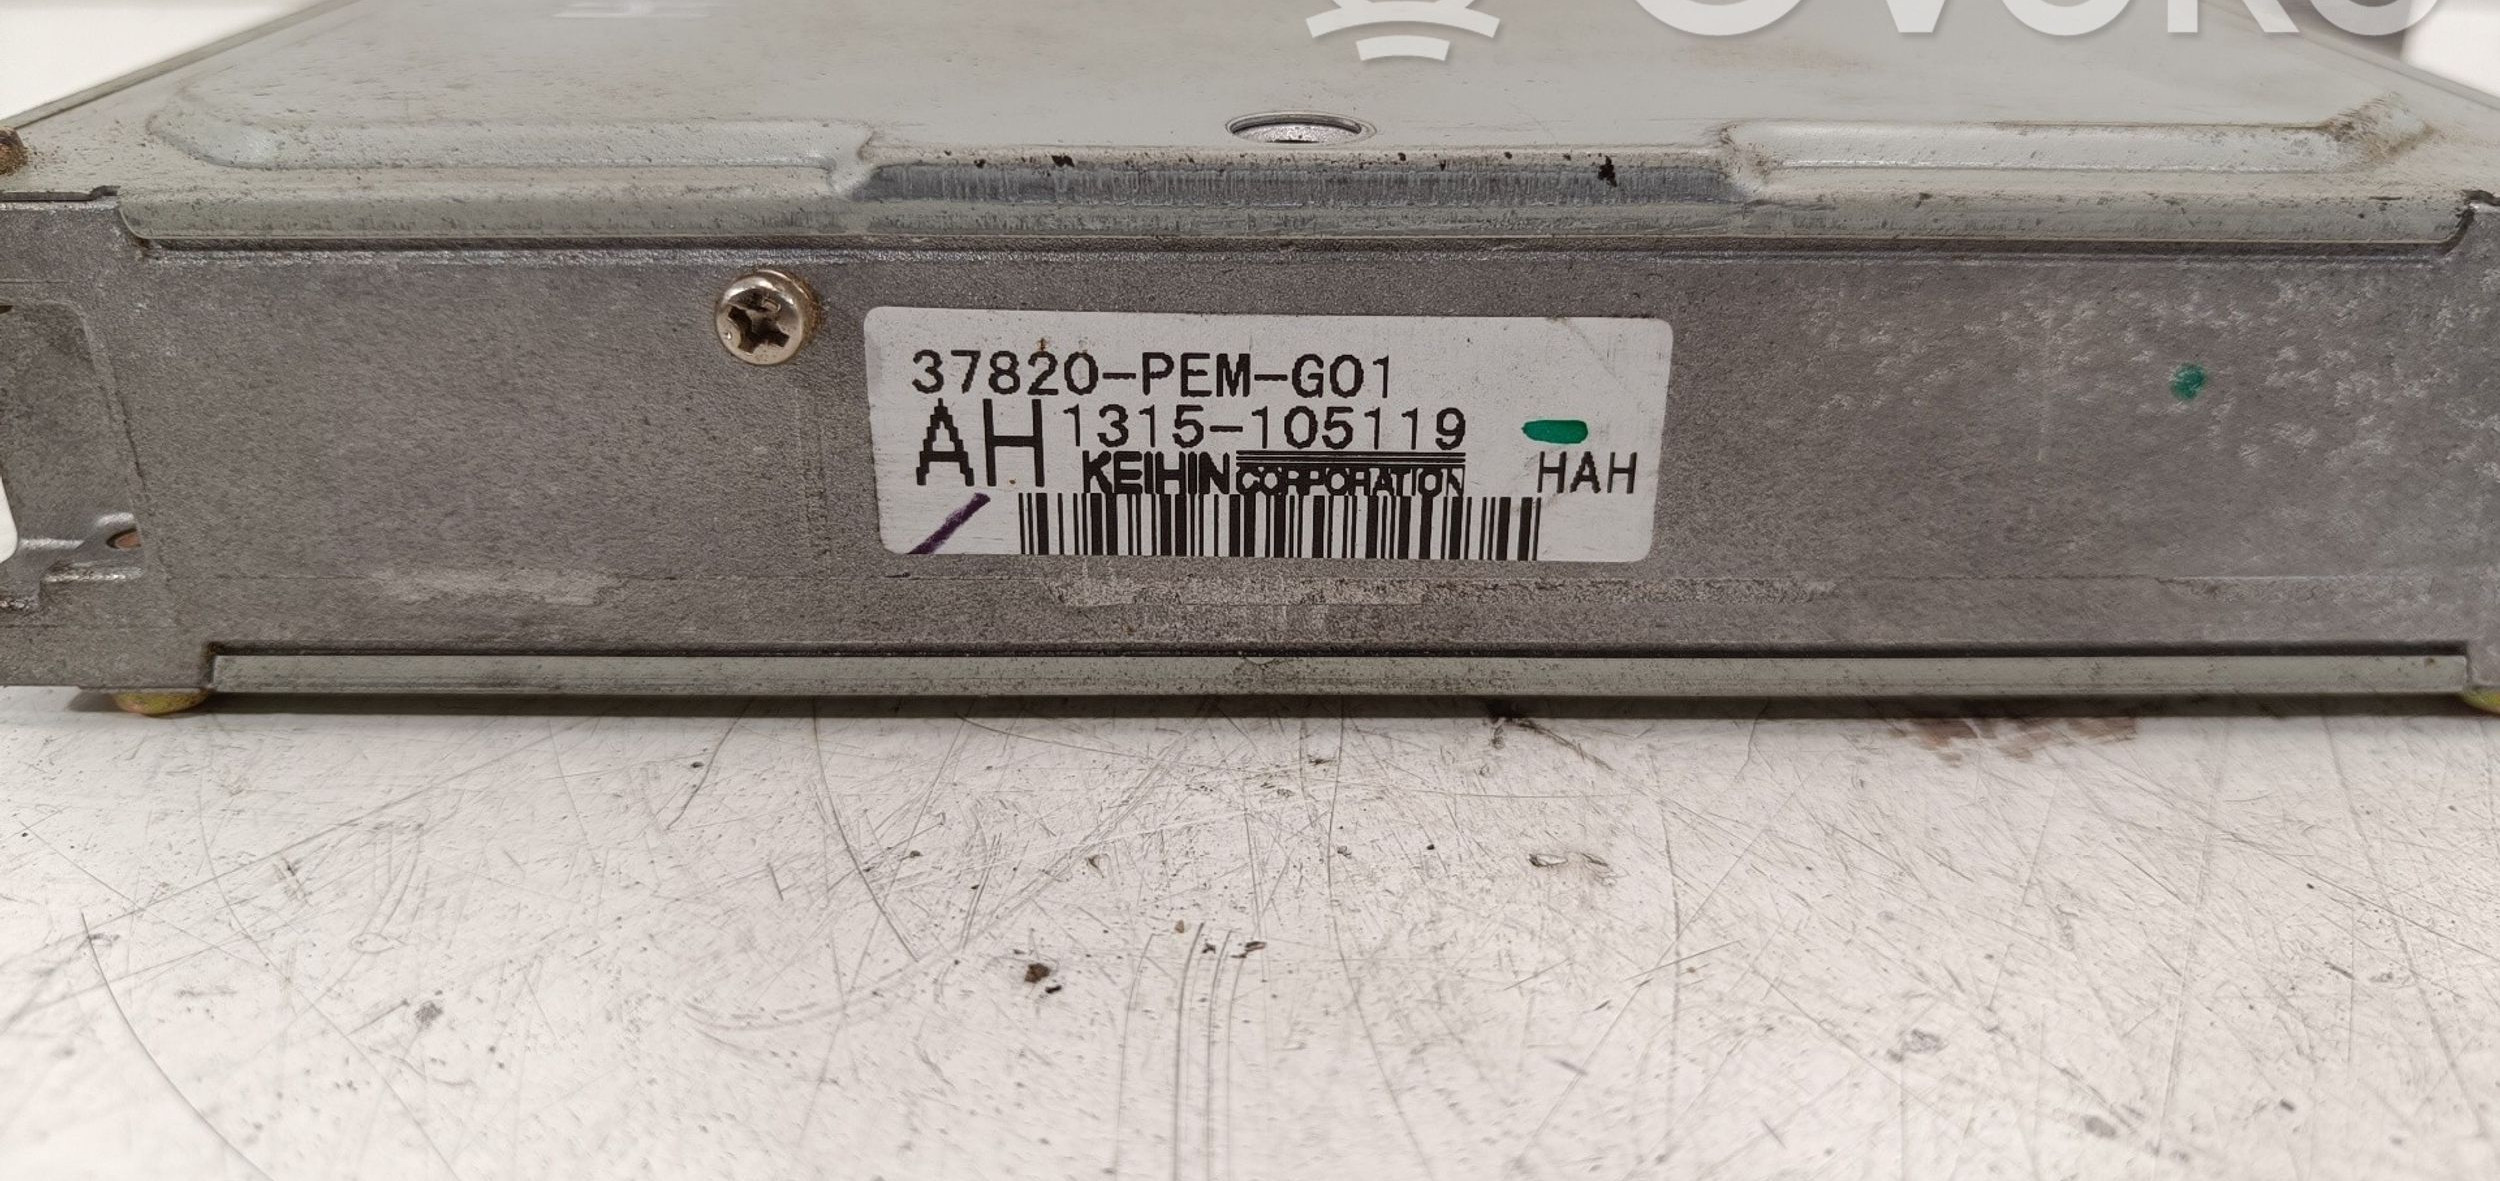 37820-PEM-G01
AH 1315-105119
KEIHIN CORPORATION HAH